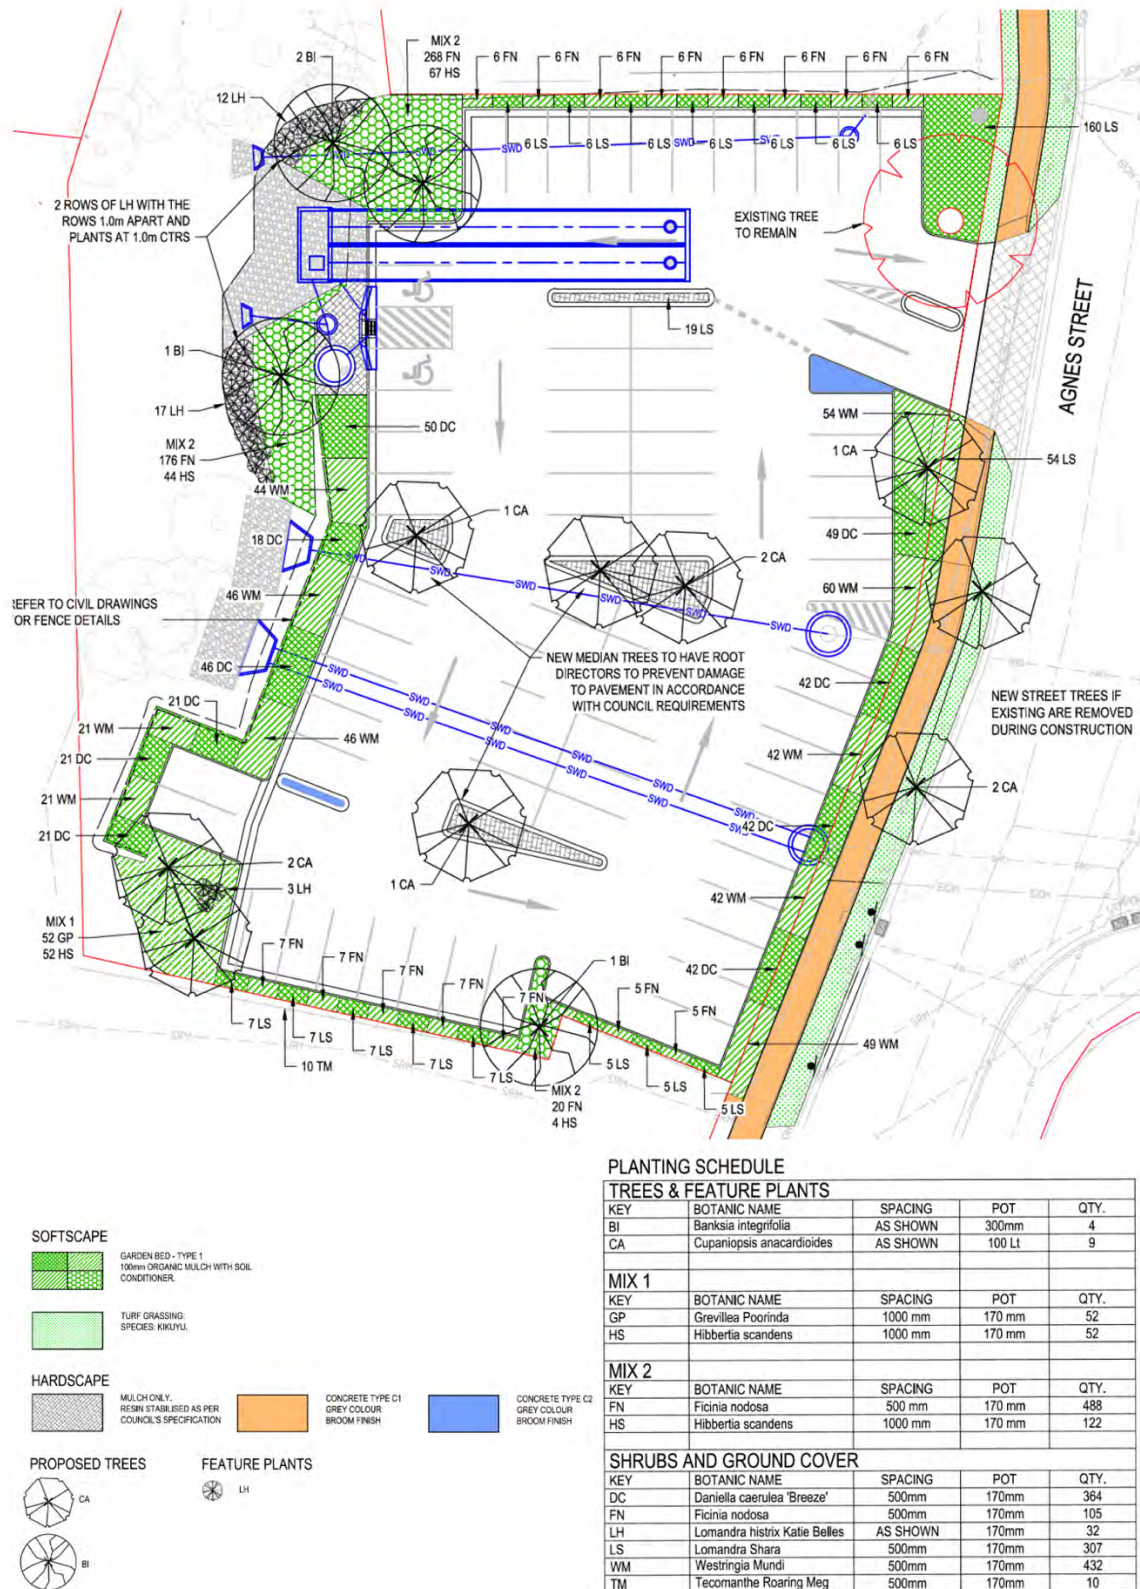 MIX 2
268 FN
67 HS
2 BI
12 LH
6 FN
6 FN
6 FN
6 FN
6 FN
6 FN
6 FN
6 FN
6 LS
6 LS
6 LS
6 LS
6 LS
6 LS
6 LS
SWD
SWD
160 LS
2 ROWS OF LH WITH THE
ROWS 1.0m APART AND
PLANTS AT 1.0m CTRS
EXISTING TREE
TO REMAIN
AGNES STREET
19 LS
1 BI
17 LH
MIX 2
176 FN
44 HS
50 DC
44 WM
18 DC
46 WM
54 WM
1 CA
54 LS
49 DC
60 WM
1 CA
2 CA
SWD
SWD
SWD
SWD
REFER TO CIVIL DRAWINGS
OR FENCE DETAILS
46 DC
NEW MEDIAN TREES TO HAVE ROOT
DIRECTORS TO PREVENT DAMAGE
TO PAVEMENT IN ACCORDANCE
WITH COUNCIL REQUIREMENTS
42 DC
NEW STREET TREES IF
EXISTING ARE REMOVED
DURING CONSTRUCTION
21 DC
21 WM
46 WM
42 WM
21 DC
21 WM
2 CA
21 DC
42 DC
SWD
SWD
SWD
SWD
SWD
SWD
SWD
SWD
2 CA
3 LH
1 CA
42 WM
MIX 1
52 GP
52 HS
42 DC
7 FN
7 FN
7 FN
7 FN
7 FN
1 BI
5 FN
5 FN
49 WM
7 LS
7 LS
7 LS
7 LS
7 LS
10 TM
5 LS
5 LS
5 LS
MIX 2
20 FN
4 HS
SRM
SRM
SRM
SRM
SRM
PLANTING SCHEDULE
TREES & FEATURE PLANTS
KEY BOTANIC NAME SPACING POT QTY.
BI Banksia integrifolia AS SHOWN 300mm 4
CA Cupaniopsis anacardioides AS SHOWN 100 Lt 9
MIX 1
KEY BOTANIC NAME SPACING POT QTY.
GP Grevillea Poorinda 1000 mm 170 mm 52
HS Hibbertia scandens 1000 mm 170 mm 52
MIX 2
KEY BOTANIC NAME SPACING POT QTY.
FN Ficinia nodosa 500 mm 170 mm 488
HS Hibbertia scandens 1000 mm 170 mm 122
SHRUBS AND GROUND COVER
KEY BOTANIC NAME SPACING POT QTY.
DC Daniella caerulea 'Breeze' 500mm 170mm 364
FN Ficinia nodosa 500mm 170mm 105
LH Lomandra histrix Katie Belles AS SHOWN 170mm 32
LS Lomandra Shara 500mm 170mm 307
WM Westringia Mundi 500mm 170mm 432
TM Tecomanthe Roaring Meg 500mm 170mm 10
SOFTSCAPE
GARDEN BED - TYPE 1
100mm ORGANIC MULCH WITH SOIL
CONDITIONER.
TURF GRASSING:
SPECIES: KIKUYU.
HARDSCAPE
MULCH ONLY.
RESIN STABILISED AS PER
COUNCIL'S SPECIFICATION
CONCRETE TYPE C1
GREY COLOUR
BROOM FINISH
CONCRETE TYPE C2
GREY COLOUR
BROOM FINISH
PROPOSED TREES
CA
BI
FEATURE PLANTS
LH